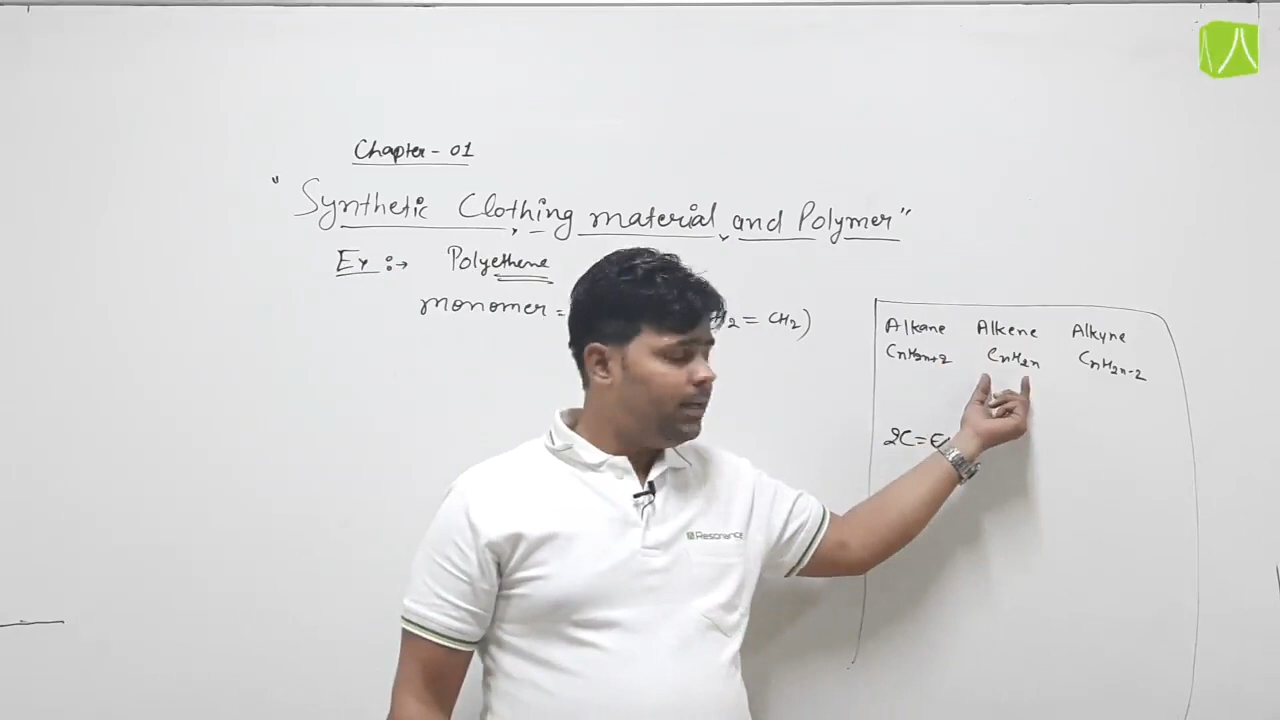 Chapter - 01
"Synthetic Clothing material and Polymer"
Ex :→ Polyethene
monomer = H₂ = CH₂)
Alkane Alkene Alkyne
CnH2n+2 CnH2n CnH2n-2
2C = E
Resonance